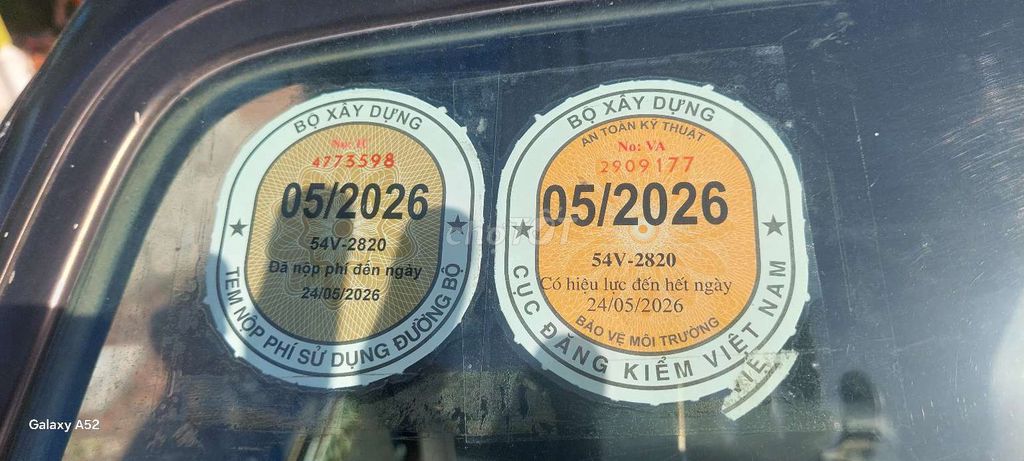 BỘ XÂY DỰNG
4773598
05/2026
54V-2820
Đã nộp phí đến ngày
24/05/2026
TEM NỘP PHÍ SỬ DỤNG ĐƯỜNG BỘ
BỘ XÂY DỰNG
AN TOÀN KỸ THUẬT
No: VA
2909177
05/2026
54V-2820
Có hiệu lực đến hết ngày
24/05/2026
BẢO VỆ MÔI TRƯỜNG
CỤC ĐĂNG KIỂM VIỆT NAM
chợTỐT
Galaxy A52